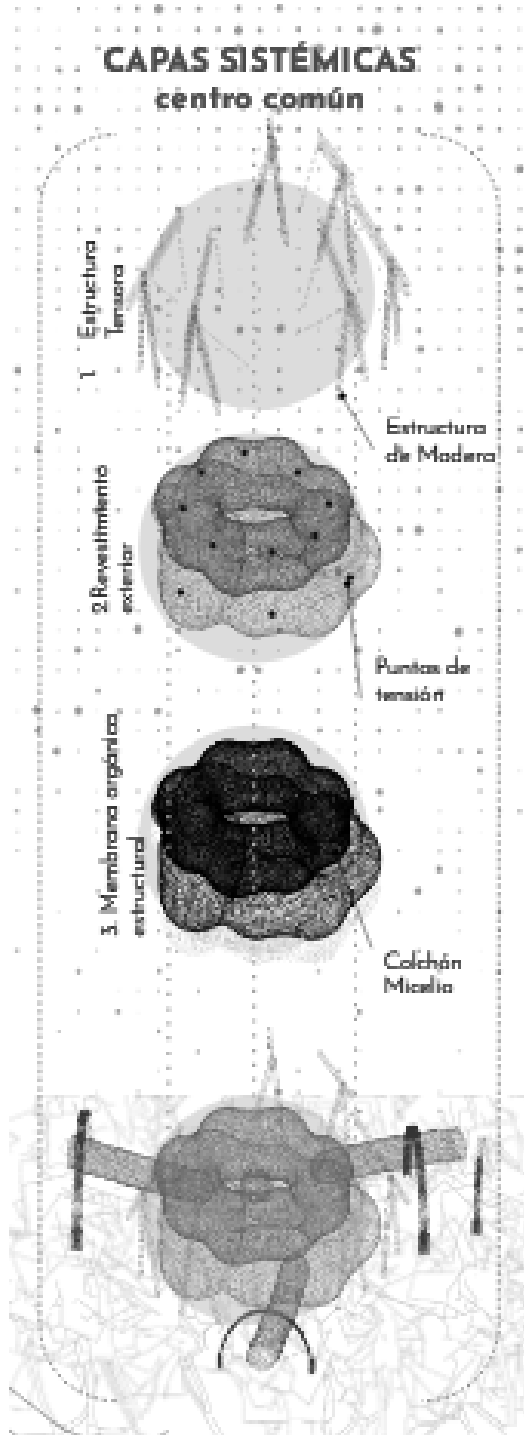 CAPAS SISTÉMICAS
centro común
1. Estructura
Tensora
Estructura
de Madera
2.Revestimiento
exterior
Puntos de
tensión
3. Membrana orgánica,
estructural
Colchón
Micelio